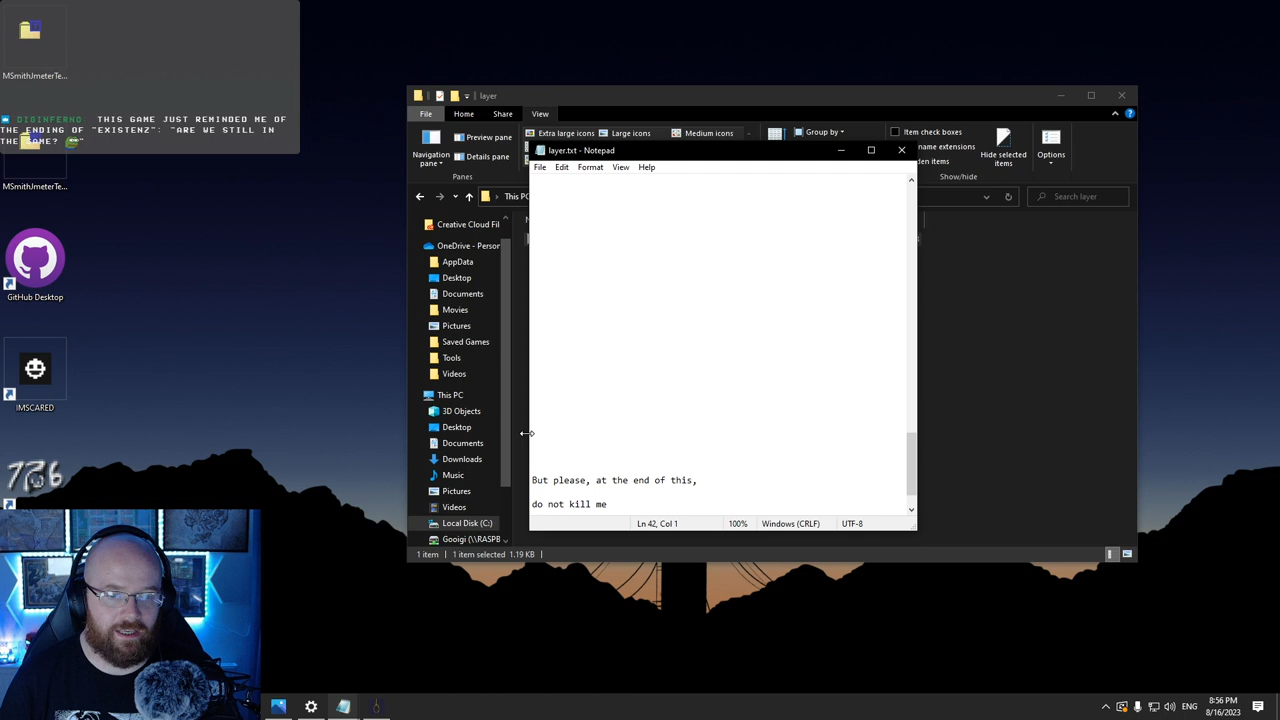 MSmithJmeterTe...
DIGINFERNO THIS GAME JUST REMINDED ME OF
THE ENDING OF "EXISTENZ": "ARE WE STILL IN
THE GAME?"
MSmithJmeterTe...
GitHub Desktop
IMSCARED
layer
File Home Share View
Navigation pane
Preview pane
Details pane
Panes
Extra large icons Large icons Medium icons
Group by
Item check boxes
Hide selected items
Options
Show/hide
This PC
Search layer
layer.txt - Notepad
File Edit Format View Help
Creative Cloud Fil
OneDrive - Person
AppData
Desktop
Documents
Movies
Pictures
Saved Games
Tools
Videos
This PC
3D Objects
Desktop
Documents
Downloads
Music
Pictures
Videos
Local Disk (C:)
Gooigi (\\RASPB
But please, at the end of this,
do not kill me
Ln 42, Col 1 100% Windows (CRLF) UTF-8
1 item 1 item selected 1.19 KB
ENG
8:56 PM
8/16/2023